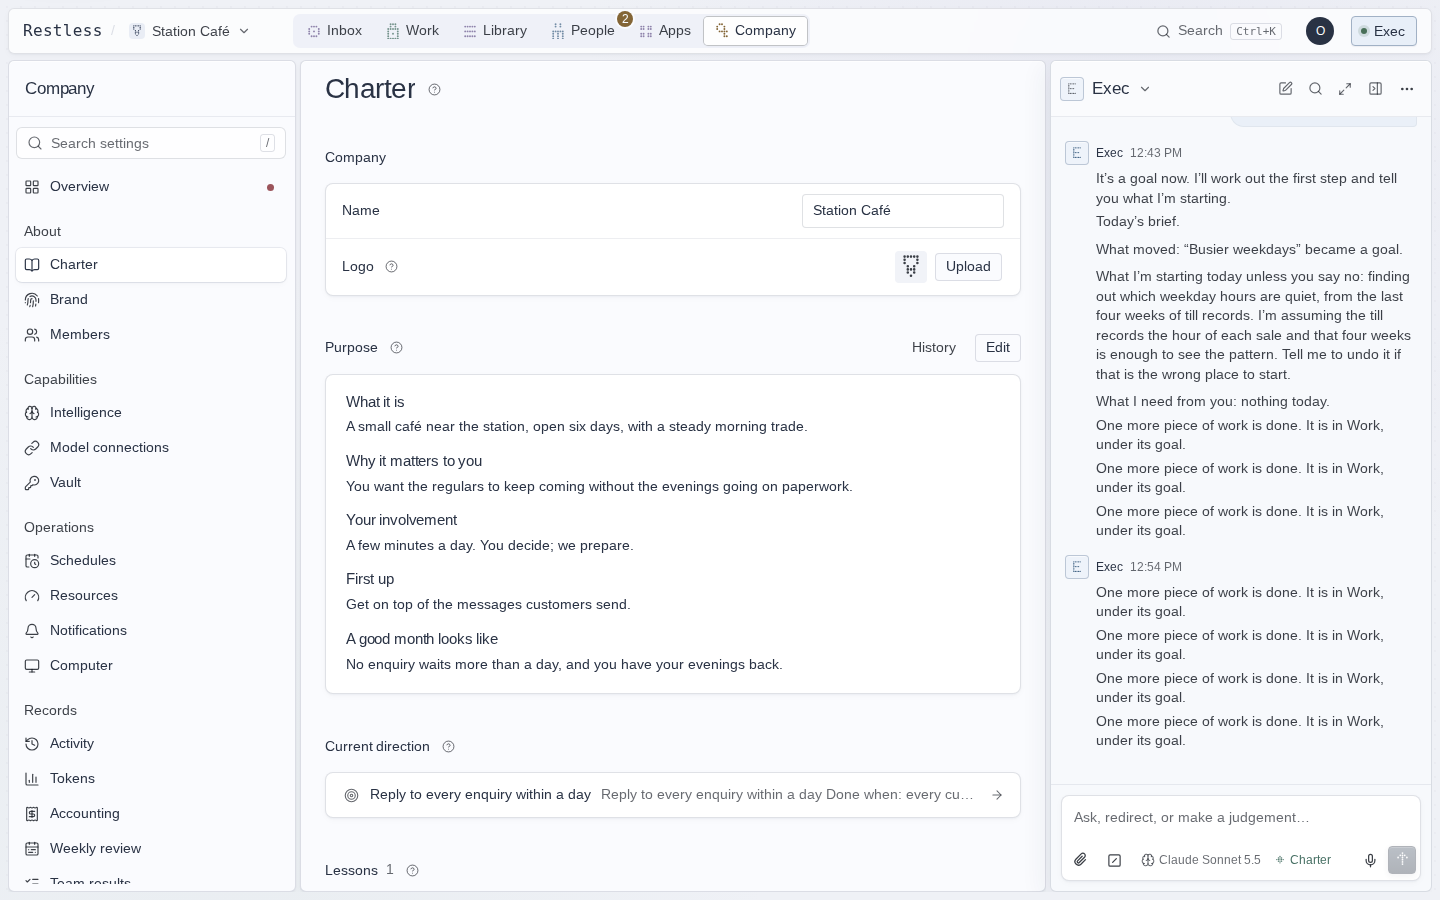 Restless / Station Café
Inbox Work Library People 2 Apps Company
Search Ctrl+K O Exec
Company
Search settings /
Overview
About
Charter
Brand
Members
Capabilities
Intelligence
Model connections
Vault
Operations
Schedules
Resources
Notifications
Computer
Records
Activity
Tokens
Accounting
Weekly review
Team results
Charter
Company
Name Station Café
Logo Upload
Purpose History Edit
What it is
A small café near the station, open six days, with a steady morning trade.
Why it matters to you
You want the regulars to keep coming without the evenings going on paperwork.
Your involvement
A few minutes a day. You decide; we prepare.
First up
Get on top of the messages customers send.
A good month looks like
No enquiry waits more than a day, and you have your evenings back.
Current direction
Reply to every enquiry within a day Reply to every enquiry within a day Done when: every cu…
Lessons 1
E Exec
E Exec 12:43 PM
It’s a goal now. I’ll work out the first step and tell
you what I’m starting.
Today’s brief.
What moved: “Busier weekdays” became a goal.
What I’m starting today unless you say no: finding
out which weekday hours are quiet, from the last
four weeks of till records. I’m assuming the till
records the hour of each sale and that four weeks
is enough to see the pattern. Tell me to undo it if
that is the wrong place to start.
What I need from you: nothing today.
One more piece of work is done. It is in Work,
under its goal.
One more piece of work is done. It is in Work,
under its goal.
One more piece of work is done. It is in Work,
under its goal.
E Exec 12:54 PM
One more piece of work is done. It is in Work,
under its goal.
One more piece of work is done. It is in Work,
under its goal.
One more piece of work is done. It is in Work,
under its goal.
One more piece of work is done. It is in Work,
under its goal.
Ask, redirect, or make a judgement…
Claude Sonnet 5.5 Charter